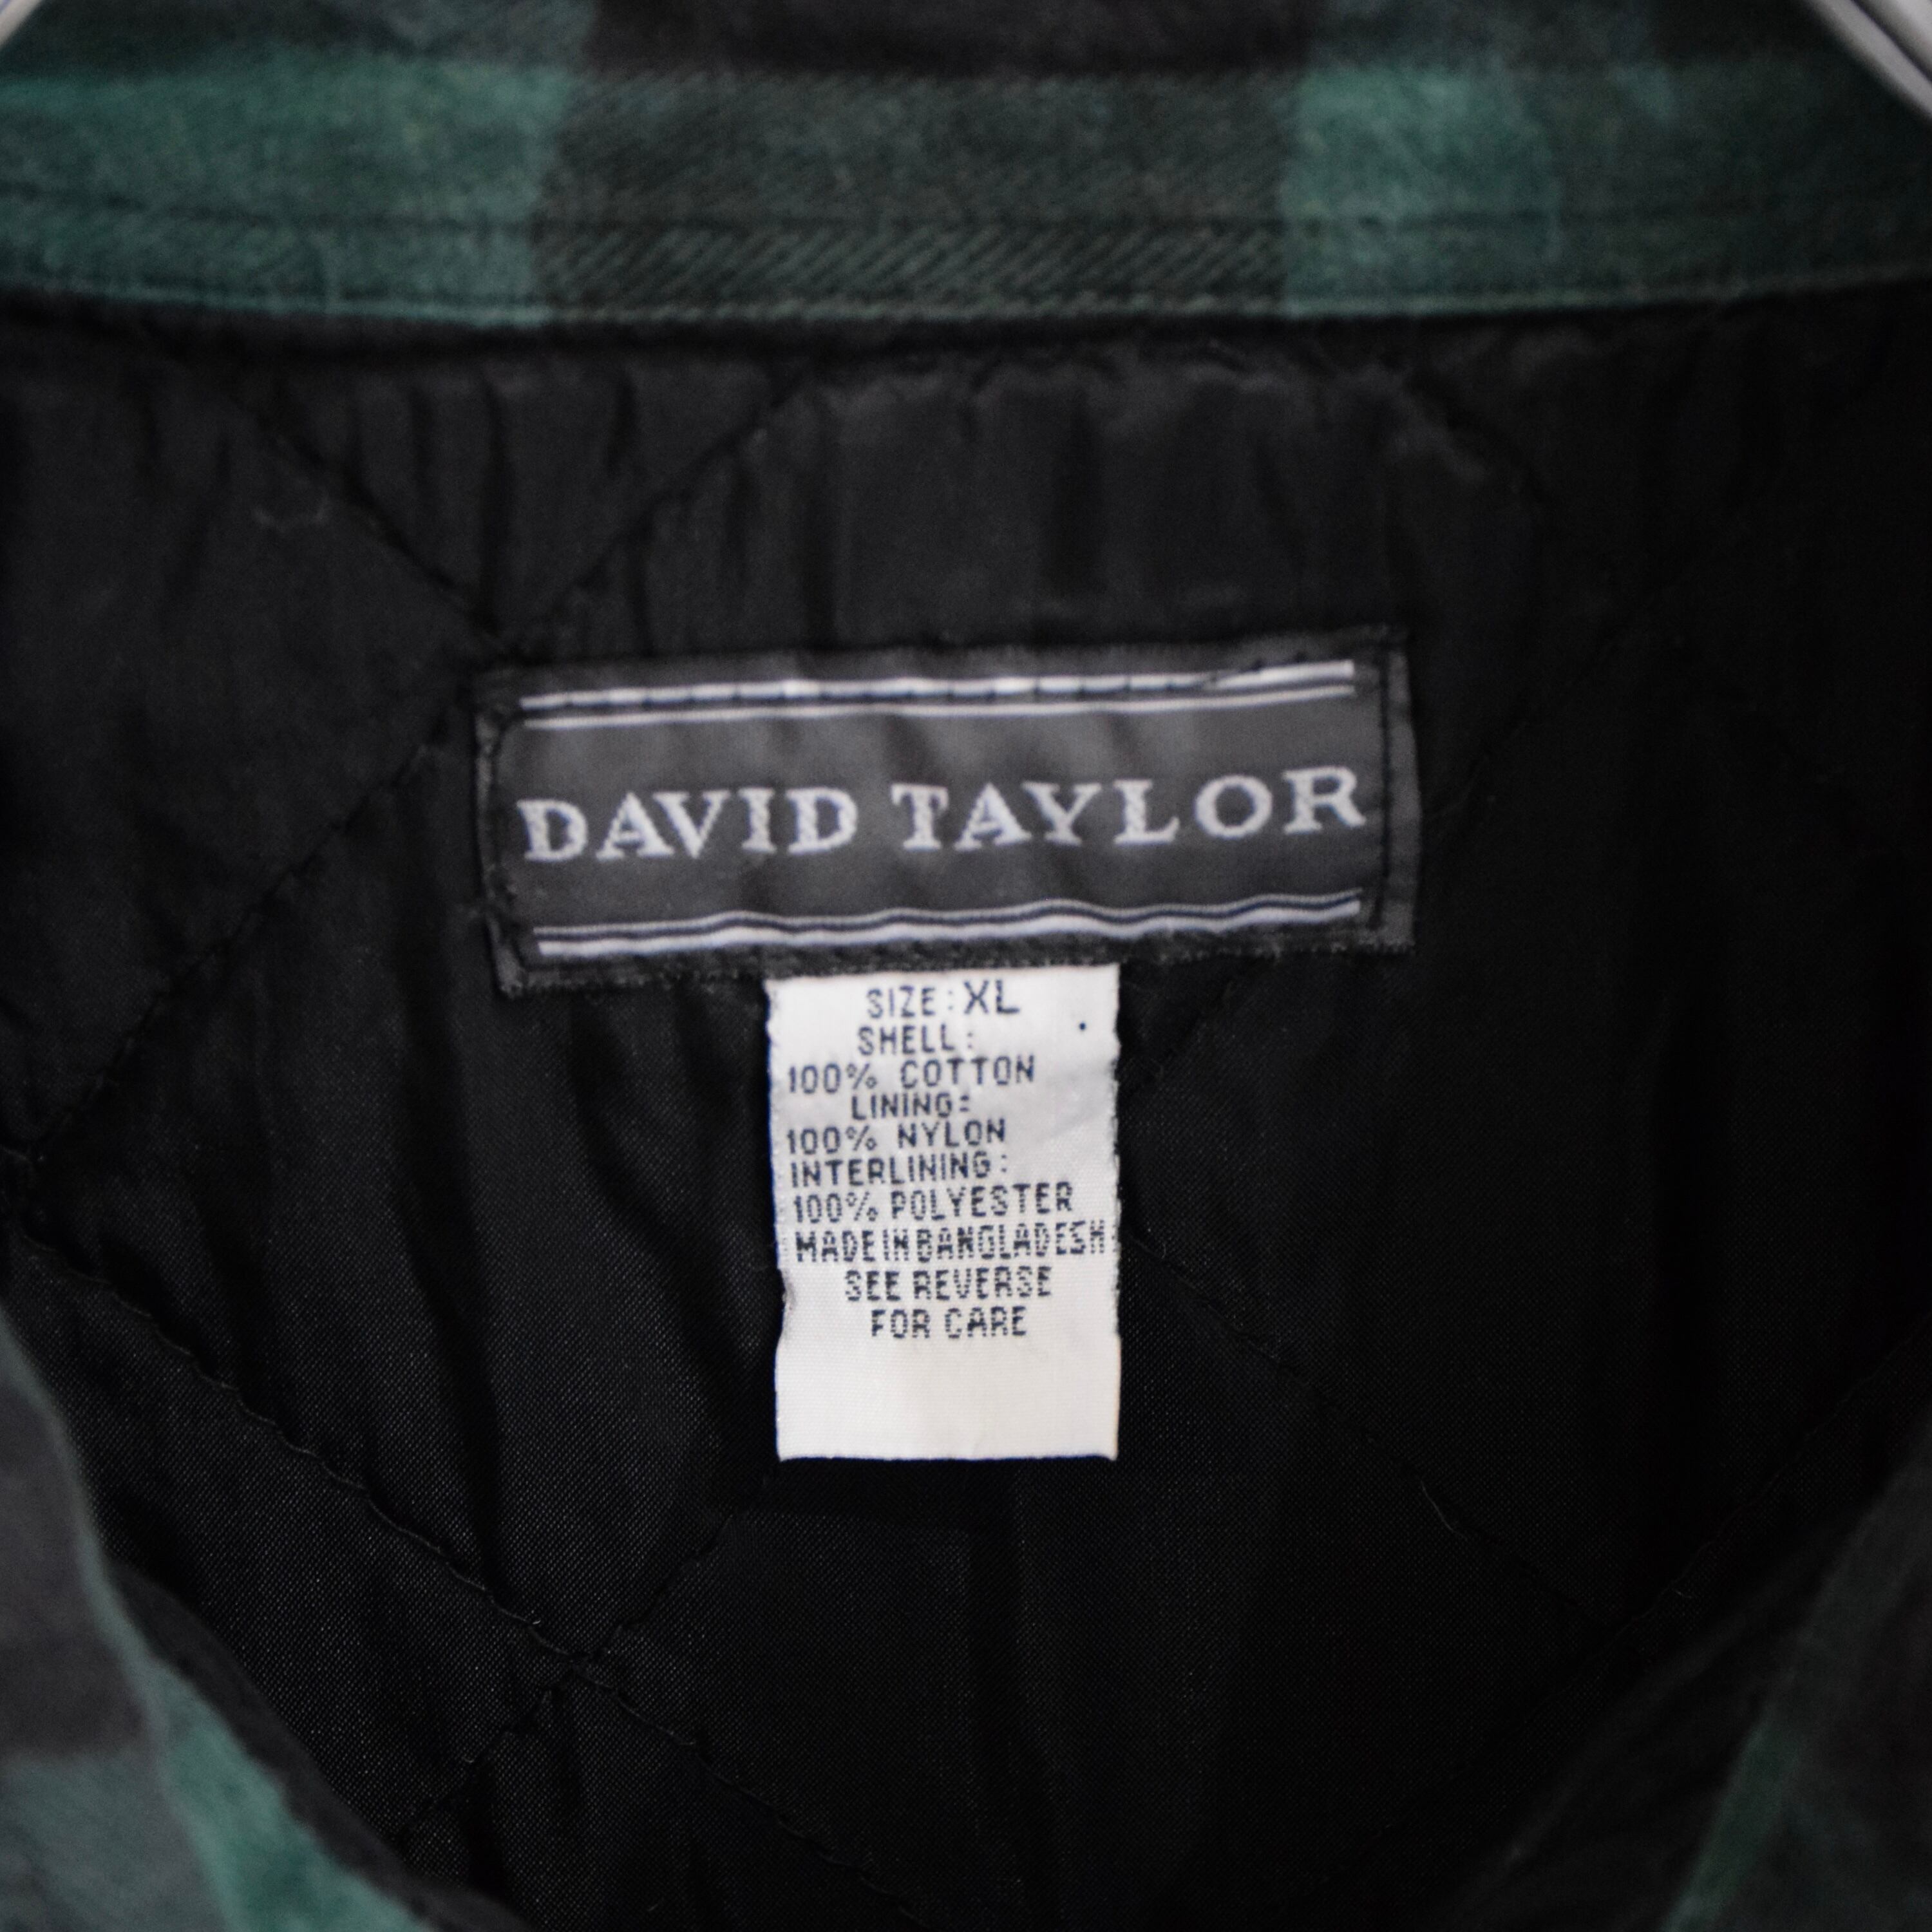 DAVID TAYLOR
SIZE: XL
SHELL:
100% COTTON
LINING:
100% NYLON
INTERLINING:
100% POLYESTER
MADE IN BANGLADESH
SEE REVERSE
FOR CARE